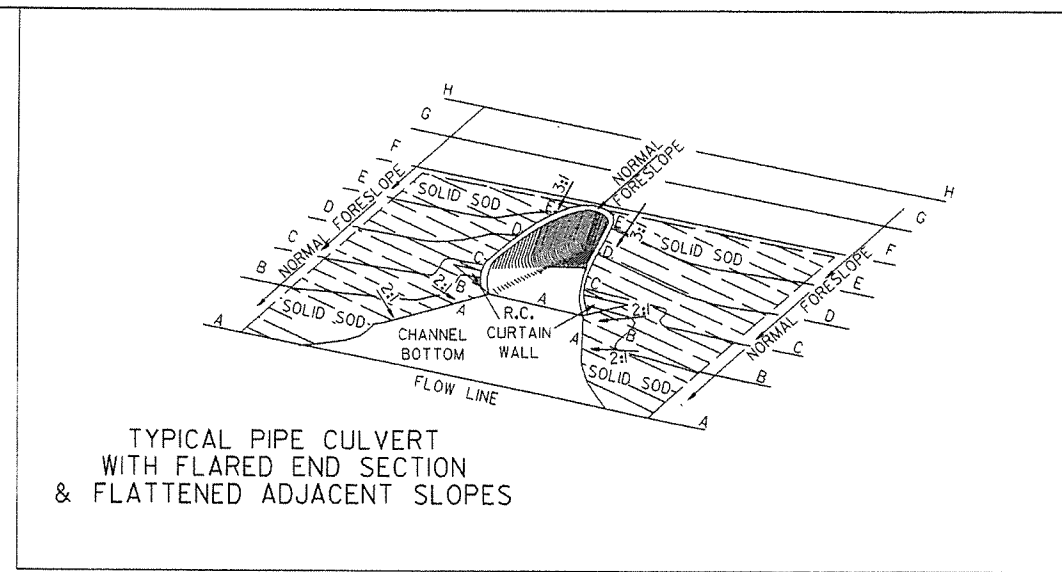 H
G
F
E
D
C
B
A
NORMAL FORESLOPE
SOLID SOD
SOLID SOD
2:1
2:1
3:1
NORMAL
FORESLOPE
E
D
C
B
A
A
E
D
C
B
A
SOLID SOD
SOLID SOD
2:1
2:1
NORMAL FORESLOPE
H
G
F
E
D
C
B
A
R.C.
CURTAIN
WALL
CHANNEL
BOTTOM
FLOW LINE
TYPICAL PIPE CULVERT
WITH FLARED END SECTION
& FLATTENED ADJACENT SLOPES